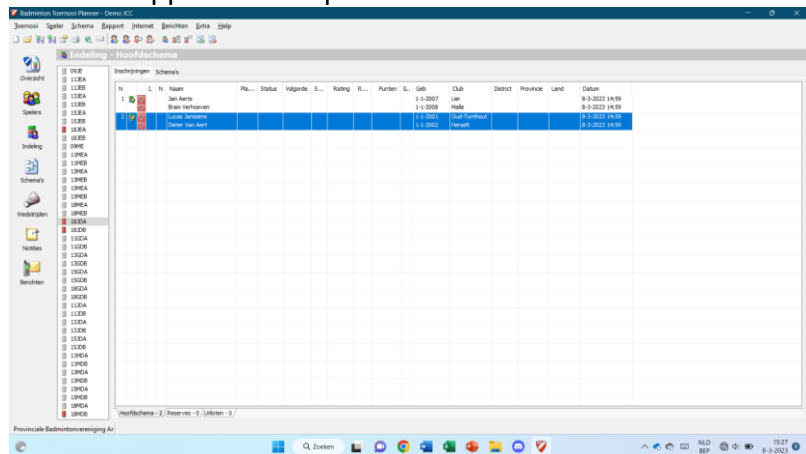 Badminton Toernooi Planner - Demo JCC
Toernooi Speler Schema Rapport Internet Berichten Extra Help
Indeling - Hoofdschema
Overzicht
Spelers
Indeling
Schema's
Wedstrijden
Notities
Berichten
09JE
11JEA
11JEB
13JEA
13JEB
15JEA
15JEB
18JEA
18JEB
09ME
11MEA
11MEB
13MEA
13MEB
15MEA
15MEB
18MEA
18MEB
18JDA
18JDB
11GDA
11GDB
13GDA
13GDB
15GDA
15GDB
18GDA
18GDB
11JDA
11JDB
13JDA
13JDB
15JDA
15JDB
11MDA
11MDB
13MDA
13MDB
15MDA
15MDB
18MDA
18MDB
Inschrijvingen Schema's
N I. N Naam Pla... Status Volgorde S... Rating R... Punten G.. Geb Club District Provincie Land Datum
1 Jan Aerts 1-1-2007 Lier 8-3-2023 14:59
Bram Verhoeven 1-1-2008 Malle 8-3-2023 14:59
2 Lucas Janssens 1-1-2001 Oud-Turnhout 8-3-2023 14:59
Dieter Van Aert 1-1-2002 Herselt 8-3-2023 14:59
Hoofdschema - 2 Reserves - 0 Uitloten - 0
Provinciale Badmintonvereniging Ar
Zoeken
NLD
BEP
15:27
8-3-2023